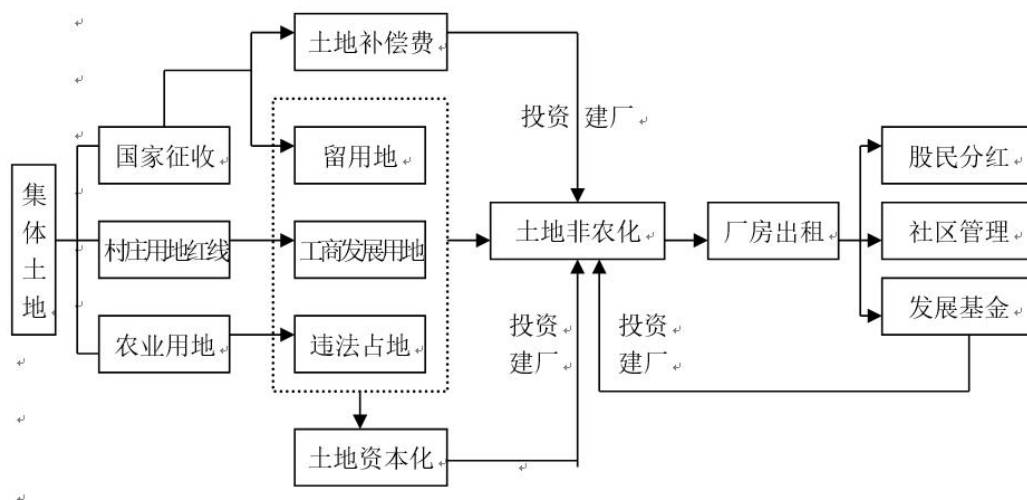 土地补偿费
投资 建厂
国家征收
留用地
股民分红
集
体
土
地
村庄用地红线
工商发展用地
土地非农化
厂房出租
社区管理
农业用地
违法占地
投资
建厂
投资
建厂
发展基金
土地资本化